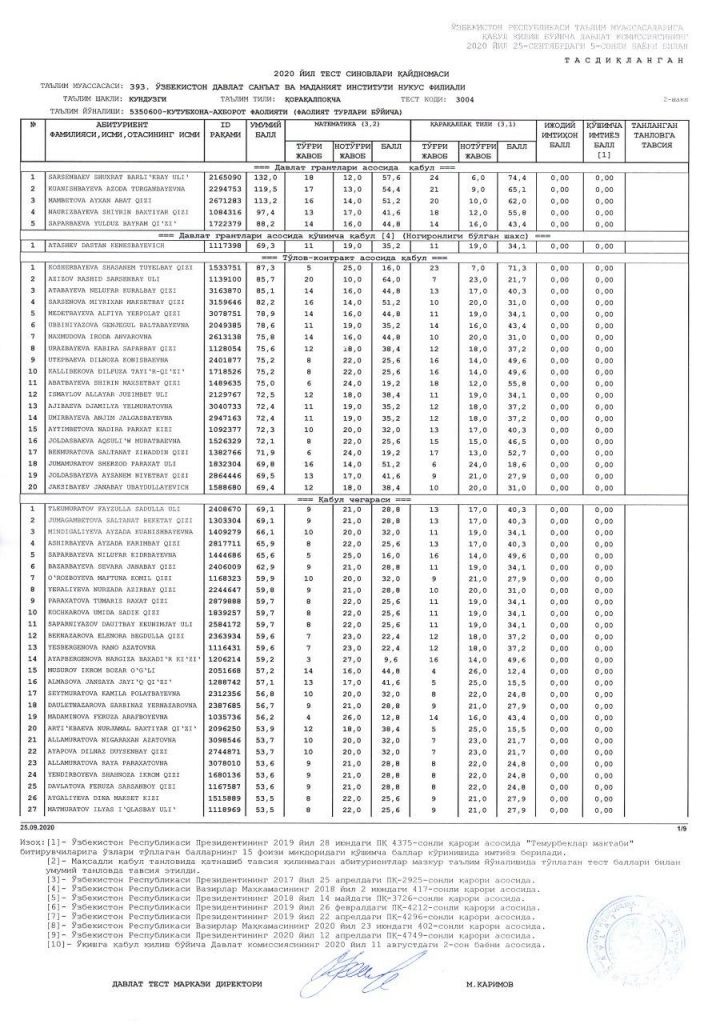 ЎЗБЕКИСТОН РЕСПУБЛИКАСИ ТАЪЛИМ МУАССАСАЛАРИГА
ҚАБУЛ ҚИЛИШ БЎЙИЧА ДАВЛАТ КОМИССИЯСИНИНГ
2020 ЙИЛ 25-СЕНТЯБРДАГИ 5-СОНЛИ БАЁНИ БИЛАН
ТАСДИҚЛАНГАН
2020 ЙИЛ ТЕСТ СИНОВЛАРИ ҚАЙДНОМАСИ
ТАЪЛИМ МУАССАСАСИ: 393. ЎЗБЕКИСТОН ДАВЛАТ САНЪАТ ВА МАДАНИЯТ ИНСТИТУТИ НУКУС ФИЛИАЛИ
ТАЪЛИМ ШАКЛИ: КУНДУЗГИ ТАЪЛИМ ТИЛИ: ҚОРАҚАЛПОҚЧА ТЕСТ КОДИ: 3004 2-шакл
ТАЪЛИМ ЙЎНАЛИШИ: 5350600-КУТУБХОНА-АХБОРОТ ФАОЛИЯТИ (ФАОЛИЯТ ТУРЛАРИ БЎЙИЧА)
№ АБИТУРИЕНТ ФАМИЛИЯСИ,ИСМИ,ОТАСИНИНГ ИСМИ ID РАҚАМИ УМУМИЙ БАЛЛ МАТЕМАТИКА (3,2) ҚАРАҚАЛПАК ТИЛИ (3,1) ИЖОДИЙ ИМТИҲОН БАЛЛ ҚЎШИМЧА ИМТИЁЗ БАЛЛ [1] ТАНЛАНГАН ТАНЛОВГА ТАВСИЯ
ТЎҒРИ ЖАВОБ НОТЎҒРИ ЖАВОБ БАЛЛ ТЎҒРИ ЖАВОБ НОТЎҒРИ ЖАВОБ БАЛЛ
=== Давлат грантлари асосида қабул ===
1 SARSENBAEV SHUXRAT BARLI'KBAY ULI' 2165090 132,0 18 12,0 57,6 24 6,0 74,4 0,00 0,00
2 KUANISHBAYEVA AZODA TURGANBAYEVNA 2294753 119,5 17 13,0 54,4 21 9,0 65,1 0,00 0,00
3 MAMBETOVA AYXAN ABAT QIZI 2671283 113,2 16 14,0 51,2 20 10,0 62,0 0,00 0,00
4 NAURIZBAYEVA SHIYRIN BAXTIYAR QIZI 1084316 97,4 13 17,0 41,6 18 12,0 55,8 0,00 0,00
5 SAPARBAEVA YULDUZ BAYRAM QI'ZI' 1722379 88,2 14 16,0 44,8 14 16,0 43,4 0,00 0,00
=== Давлат грантлари асосида қўшимча қабул [4] (Ногиронлиги бўлган шахс) ===
1 ATASHEV DASTAN KENESBAYEVICH 1117398 69,3 11 19,0 35,2 11 19,0 34,1 0,00 0,00
=== Тўлов-контракт асосида қабул ===
1 KOSHERBAYEVA SHASANEM TUYELBAY QIZI 1533751 87,3 5 25,0 16,0 23 7,0 71,3 0,00 0,00
2 AZIZOV RASHID SARSENBAY ULI 1139100 85,7 20 10,0 64,0 7 23,0 21,7 0,00 0,00
3 ATABAYEVA NELUFAR EURALBAY QIZI 3163870 85,1 14 16,0 44,8 13 17,0 40,3 0,00 0,00
4 SARSENOVA MIYRIXAN MAKSETBAY QIZI 3159646 82,2 16 14,0 51,2 10 20,0 31,0 0,00 0,00
5 MEDETBAYEVA ALFIYA YERPOLAT QIZI 3078751 78,9 14 16,0 44,8 11 19,0 34,1 0,00 0,00
6 UBBINIYAZOVA GENJEGUL BALTABAYEVNA 2049385 78,6 11 19,0 35,2 14 16,0 43,4 0,00 0,00
7 MAXMUDOVA IRODA ANVAROVNA 2613138 75,8 14 16,0 44,8 10 20,0 31,0 0,00 0,00
8 URAZBAYEVA KABIRA SAPARBAY QIZI 1128054 75,6 12 18,0 38,4 12 18,0 37,2 0,00 0,00
9 UTEPBAEVA DILNOZA KONISBAEVNA 2401877 75,2 8 22,0 25,6 16 14,0 49,6 0,00 0,00
10 KALLIBEKOVA DILFUZA TAYI'R-QI'ZI' 1718526 75,2 8 22,0 25,6 16 14,0 49,6 0,00 0,00
11 ABATBAYEVA SHIRIN MAXSETBAY QIZI 1489635 75,0 6 24,0 19,2 18 12,0 55,8 0,00 0,00
12 ISMAYLOV ALLAYAR JUZIMBET ULI 2129767 72,5 12 18,0 38,4 11 19,0 34,1 0,00 0,00
13 AJIBAEVA DJAMILYA YELMURATOVNA 3040733 72,4 11 19,0 35,2 12 18,0 37,2 0,00 0,00
14 UMIRBAYEVA ANJIM JALGASBAYEVNA 2947163 72,4 11 19,0 35,2 12 18,0 37,2 0,00 0,00
15 AYTIMBETOVA NADIRA PARXAT KIZI 1092377 72,3 10 20,0 32,0 13 17,0 40,3 0,00 0,00
16 JOLDASBAEVA AQSULI'W MURATBAEVNA 1526329 72,1 8 22,0 25,6 15 15,0 46,5 0,00 0,00
17 BEKMURATOVA SALTANAT ZINADDIN QIZI 1382766 71,9 6 24,0 19,2 17 13,0 52,7 0,00 0,00
18 JUMAMURATOV SHERZOD PARAXAT ULI 1832304 69,8 16 14,0 51,2 6 24,0 18,6 0,00 0,00
19 JOLDASBAYEVA AYSANEM NIYETBAY QIZI 2864446 69,5 13 17,0 41,6 9 21,0 27,9 0,00 0,00
20 JAKSIBAYEV JANABAY UBAYDULLAYEVICH 1588680 69,4 12 18,0 38,4 10 20,0 31,0 0,00 0,00
=== Қабул чегараси ===
1 TLEUMURATOV FAYZULLA SADULLA ULI 2408670 69,1 9 21,0 28,8 13 17,0 40,3 0,00 0,00
2 JUMAGAMBETOVA SALTANAT BEKETAY QIZI 1303304 69,1 9 21,0 28,8 13 17,0 40,3 0,00 0,00
3 MINDIGALIYEVA AYZADA KUANISHBAYEVNA 1409279 66,1 10 20,0 32,0 11 19,0 34,1 0,00 0,00
4 ASHIRBAYEVA AYZADA KARIMBAY QIZI 2817711 65,9 8 22,0 25,6 13 17,0 40,3 0,00 0,00
5 SAPARBAYEVA NILUFAR KIDRBAYEVNA 1444686 65,6 5 25,0 16,0 16 14,0 49,6 0,00 0,00
6 BAZARBAYEVA SEVARA JANABAY QIZI 2406009 62,9 9 21,0 28,8 11 19,0 34,1 0,00 0,00
7 O'ROZBOYEVA MAFTUNA KOMIL QIZI 1168323 59,9 10 20,0 32,0 9 21,0 27,9 0,00 0,00
8 YERALIYEVA NURZADA AZIRBAY QIZI 2244647 59,8 9 21,0 28,8 10 20,0 31,0 0,00 0,00
9 PARAXATOVA TUMARIS RAXAT QIZI 2879888 59,7 8 22,0 25,6 11 19,0 34,1 0,00 0,00
10 KOCHKAROVA UMIDA SADIK QIZI 1839257 59,7 8 22,0 25,6 11 19,0 34,1 0,00 0,00
11 SAPARNIYAZOV DAUITBAY EKUNIMJAY ULI 2584172 59,7 8 22,0 25,6 11 19,0 34,1 0,00 0,00
12 BEKNAZAROVA ELENORA BEGDULLA QIZI 2363934 59,6 7 23,0 22,4 12 18,0 37,2 0,00 0,00
13 YESBERGENOVA RANO AZATOVNA 1116431 59,6 7 23,0 22,4 12 18,0 37,2 0,00 0,00
14 AYAPBERGENOVA NARGIZA BAXADI'R KI'ZI' 1206214 59,2 3 27,0 9,6 16 14,0 49,6 0,00 0,00
15 MUSUROV IKROM BOZAR O'G'LI 2051668 57,2 14 16,0 44,8 4 26,0 12,4 0,00 0,00
16 ALMASOVA JANSAYA JAYI'Q QI'ZI' 1288742 57,1 13 17,0 41,6 5 25,0 15,5 0,00 0,00
17 SEYTMURATOVA KAMILA POLATBAYEVNA 2312356 56,8 10 20,0 32,0 8 22,0 24,8 0,00 0,00
18 DAULETNAZAROVA SARBINAZ YERNAZAROVNA 2387685 56,7 9 21,0 28,8 9 21,0 27,9 0,00 0,00
19 MADAMINOVA FERUZA ARAFBOYEVNA 1035736 56,2 4 26,0 12,8 14 16,0 43,4 0,00 0,00
20 ARTI'KBAEVA NURJAMAL BAXTIYAR QI'ZI' 2096250 53,9 12 18,0 38,4 5 25,0 15,5 0,00 0,00
21 ALLAMURATOVA NIGARAXAN AZATOVNA 3098546 53,7 10 20,0 32,0 7 23,0 21,7 0,00 0,00
22 AYAPOVA DILNAZ DUYSENBAY QIZI 2744871 53,7 10 20,0 32,0 7 23,0 21,7 0,00 0,00
23 ALLAMURATOVA RAYA PARAXATOVNA 3078010 53,6 9 21,0 28,8 8 22,0 24,8 0,00 0,00
24 YENDIRBOYEVA SHAHNOZA IKROM QIZI 1680136 53,6 9 21,0 28,8 8 22,0 24,8 0,00 0,00
25 DAVLATOVA FERUZA SARSANBOY QIZI 1167587 53,6 9 21,0 28,8 8 22,0 24,8 0,00 0,00
26 AYGALIYEVA DINA MAKSET KIZI 1515889 53,5 8 22,0 25,6 9 21,0 27,9 0,00 0,00
27 MATMURATOV ILYAS I'QLASBAY ULI' 1118969 53,5 8 22,0 25,6 9 21,0 27,9 0,00 0,00
25.09.2020 1/9
Изох:[1]- Ўзбекистон Республикаси Президентининг 2019 йил 28 июндаги ПҚ 4375-сонли қарори асосида "Темурбеклар мактаби"
битирувчиларига ўзлари тўплаган балларнинг 15 фоизи миқдоридаги қўшимча баллар кўринишида имтиёз берилади.
[2]- Мақсадли қабул танловида қатнашиб тавсия қилинмаган абитуриентлар мазкур таълим йўналишида тўплаган тест баллари билан
умумий танловда тавсия этилди.
[3]- Ўзбекистон Республикаси Президентининг 2017 йил 25 апрелдаги ПҚ-2925-сонли қарори асосида.
[4]- Ўзбекистон Республикаси Вазирлар Маҳкамасининг 2018 йил 2 июндаги 417-сонли қарори асосида.
[5]- Ўзбекистон Республикаси Президентининг 2018 йил 14 майдаги ПҚ-3726-сонли қарори асосида.
[6]- Ўзбекистон Республикаси Президентининг 2019 йил 26 февралдаги ПҚ-4212-сонли қарори асосида.
[7]- Ўзбекистон Республикаси Президентининг 2019 йил 22 апрелдаги ПҚ-4296-сонли қарори асосида.
[8]- Ўзбекистон Республикаси Вазирлар Маҳкамасининг 2020 йил 23 июндаги 402-сонли қарори асосида.
[9]- Ўзбекистон Республикаси Президентининг 2020 йил 12 апрелдаги ПҚ-4749-сонли қарори асосида.
[10]- Ўқишга қабул қилиш бўйича Давлат комиссиясининг 2020 йил 11 августдаги 2-сон баёни асосида.
ДАВЛАТ ТЕСТ МАРКАЗИ ДИРЕКТОРИ М.КАРИМОВ